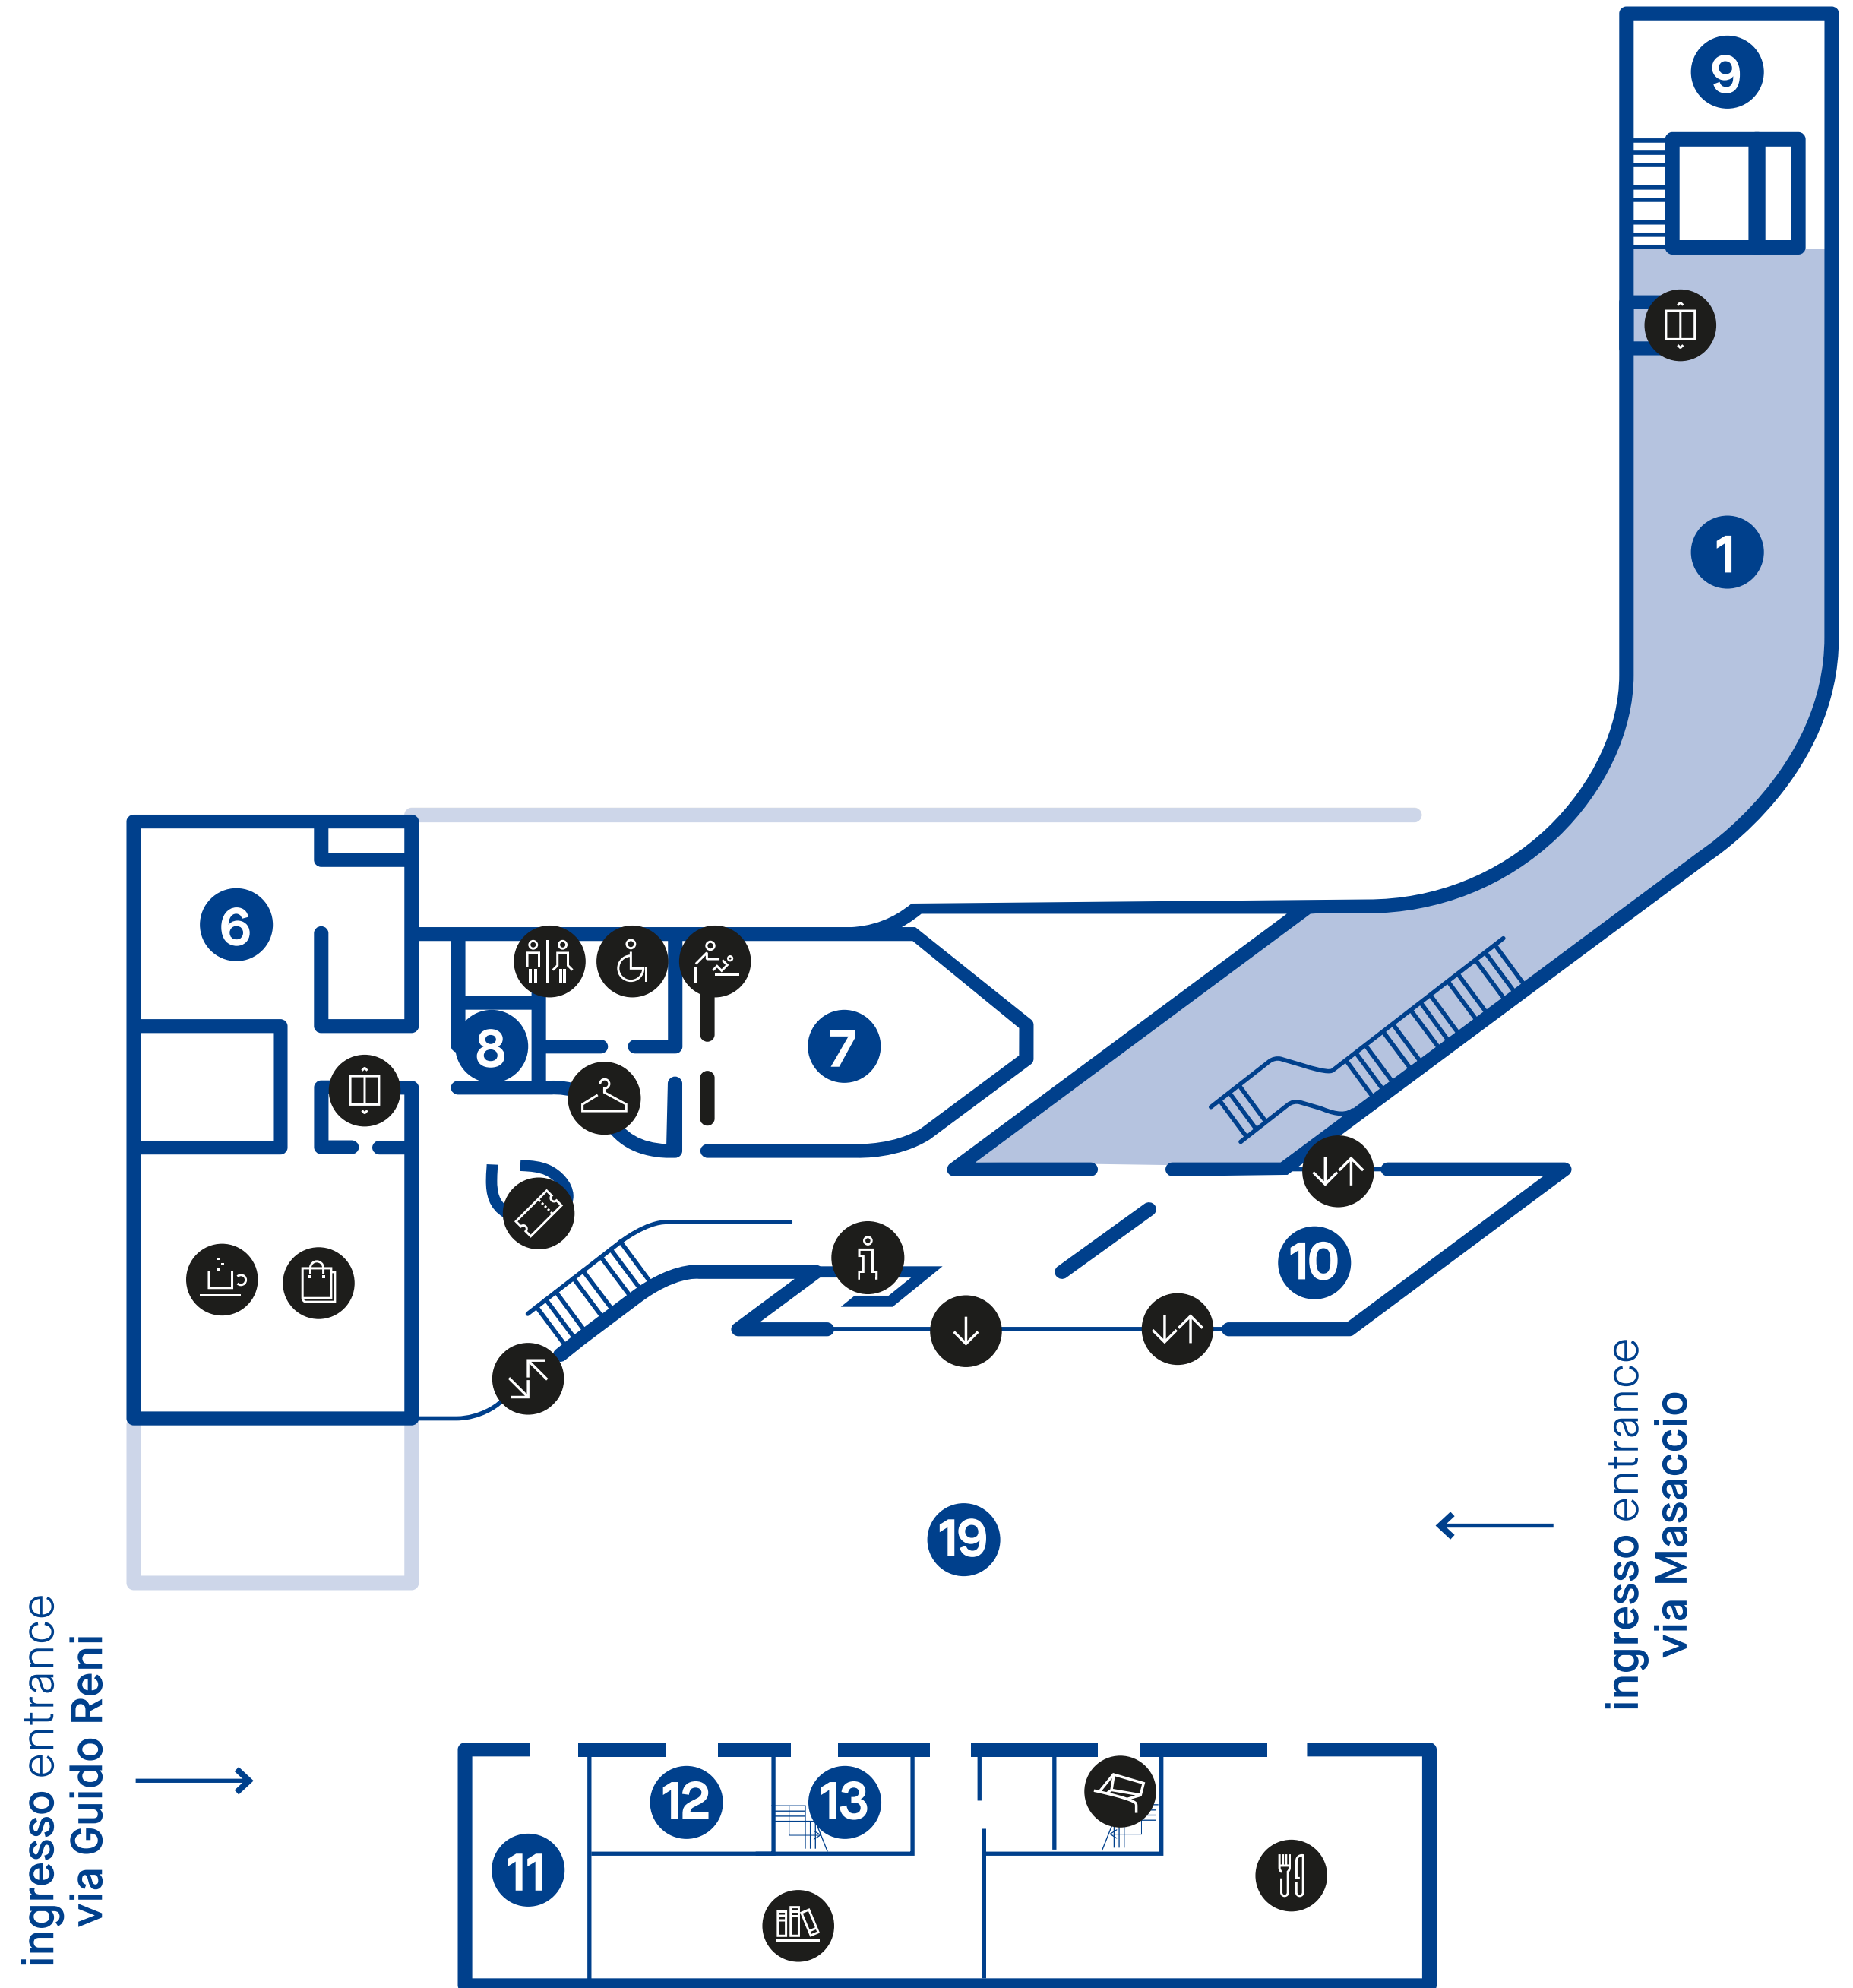 9
1
6
8
7
10
19
12
13
11
ingresso entrance
via Masaccio
ingresso entrance
via Guido Reni